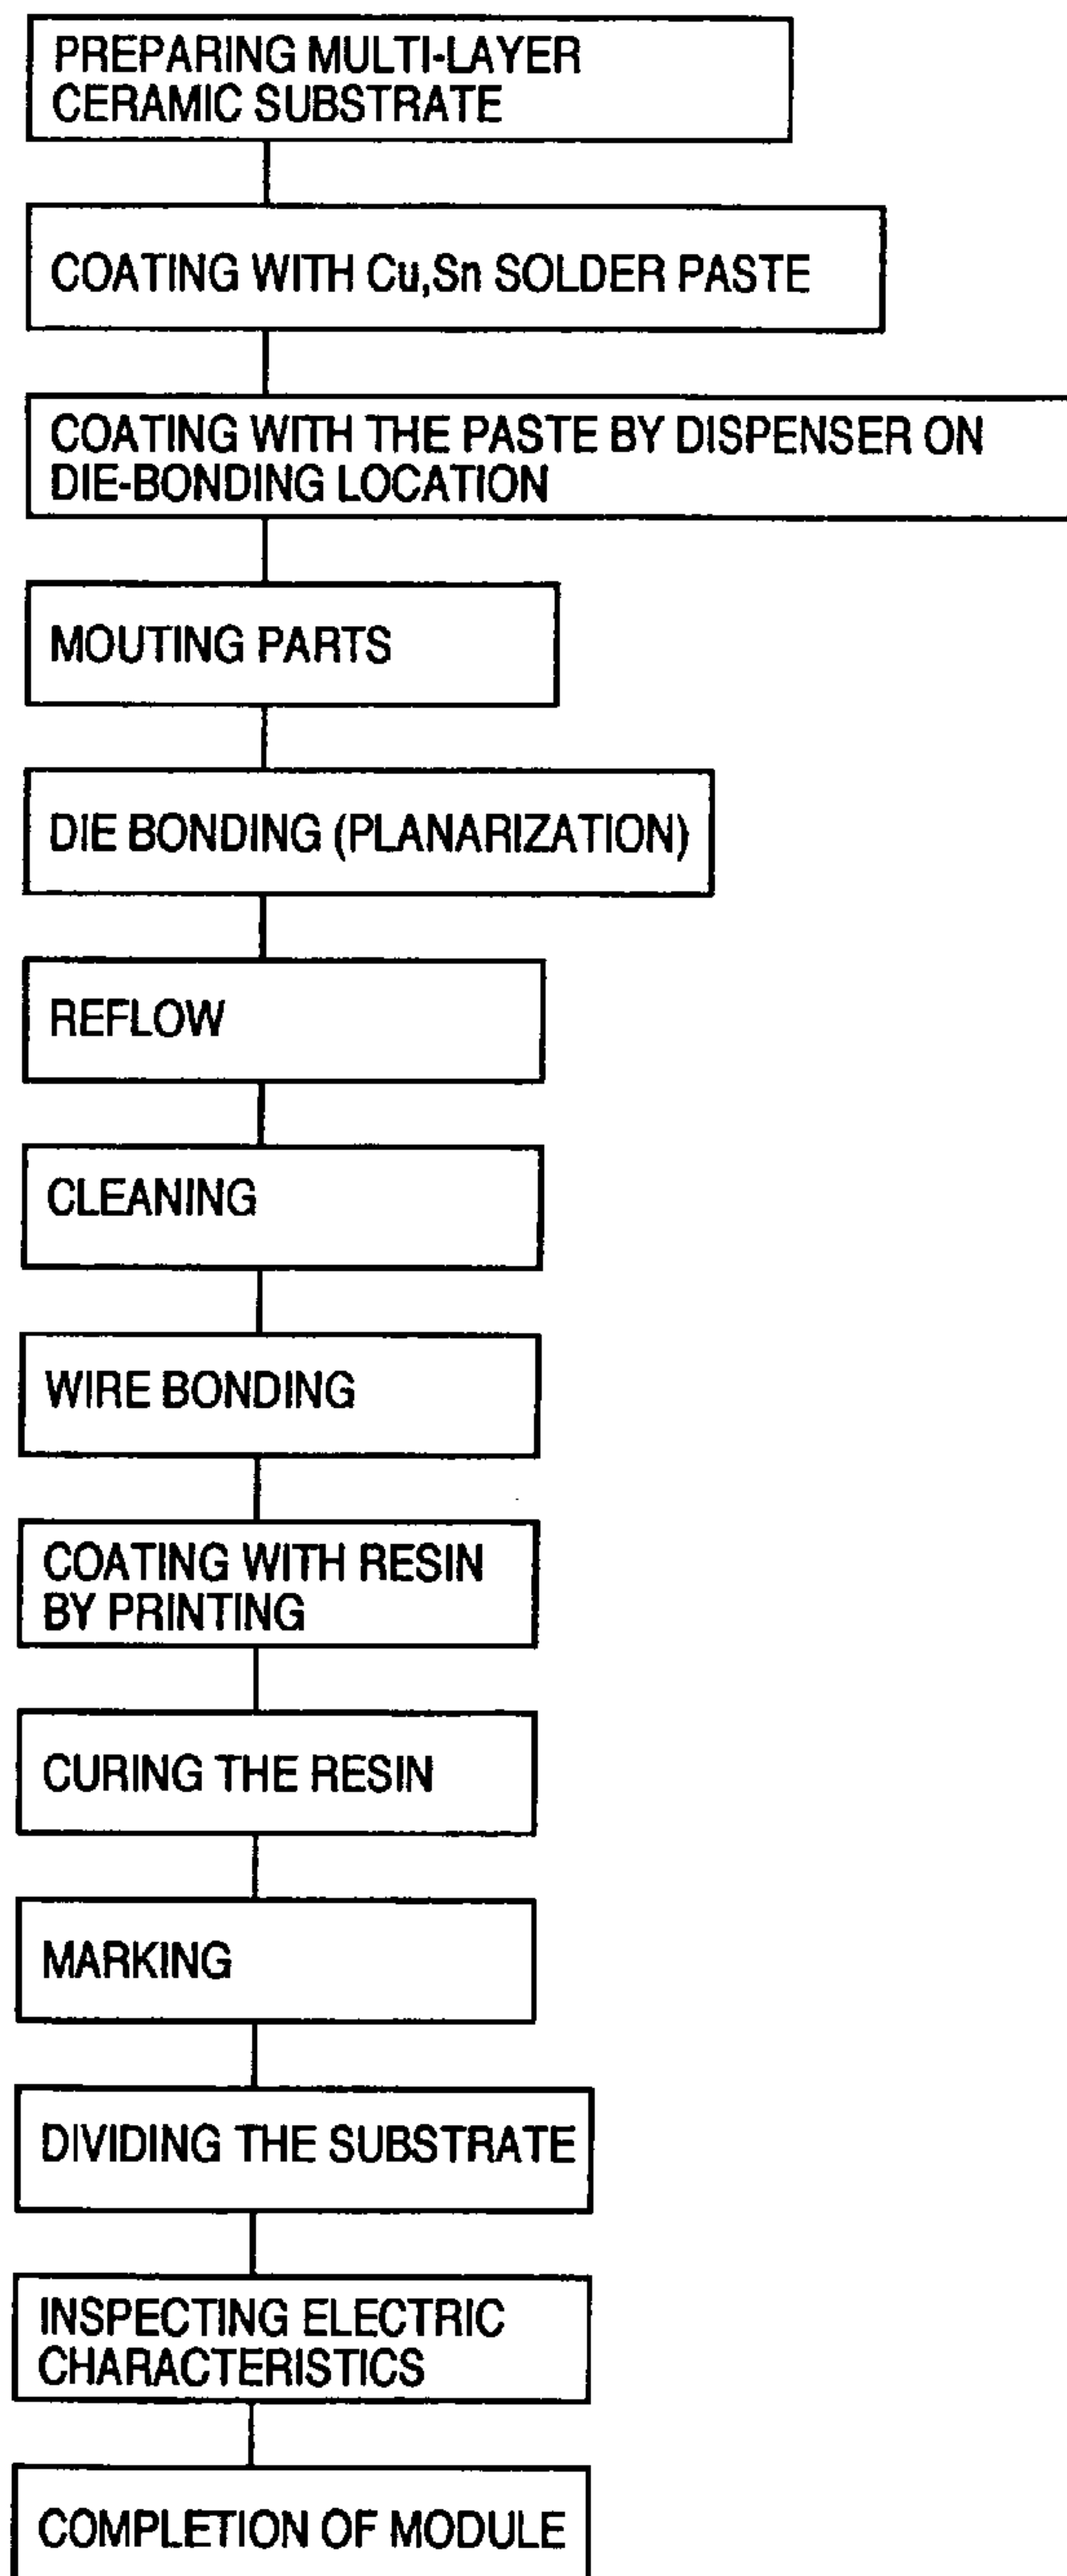 PREPARING MULTI-LAYER
CERAMIC SUBSTRATE
COATING WITH Cu,Sn SOLDER PASTE
COATING WITH THE PASTE BY DISPENSER ON
DIE-BONDING LOCATION
MOUTING PARTS
DIE BONDING (PLANARIZATION)
REFLOW
CLEANING
WIRE BONDING
COATING WITH RESIN
BY PRINTING
CURING THE RESIN
MARKING
DIVIDING THE SUBSTRATE
INSPECTING ELECTRIC
CHARACTERISTICS
COMPLETION OF MODULE